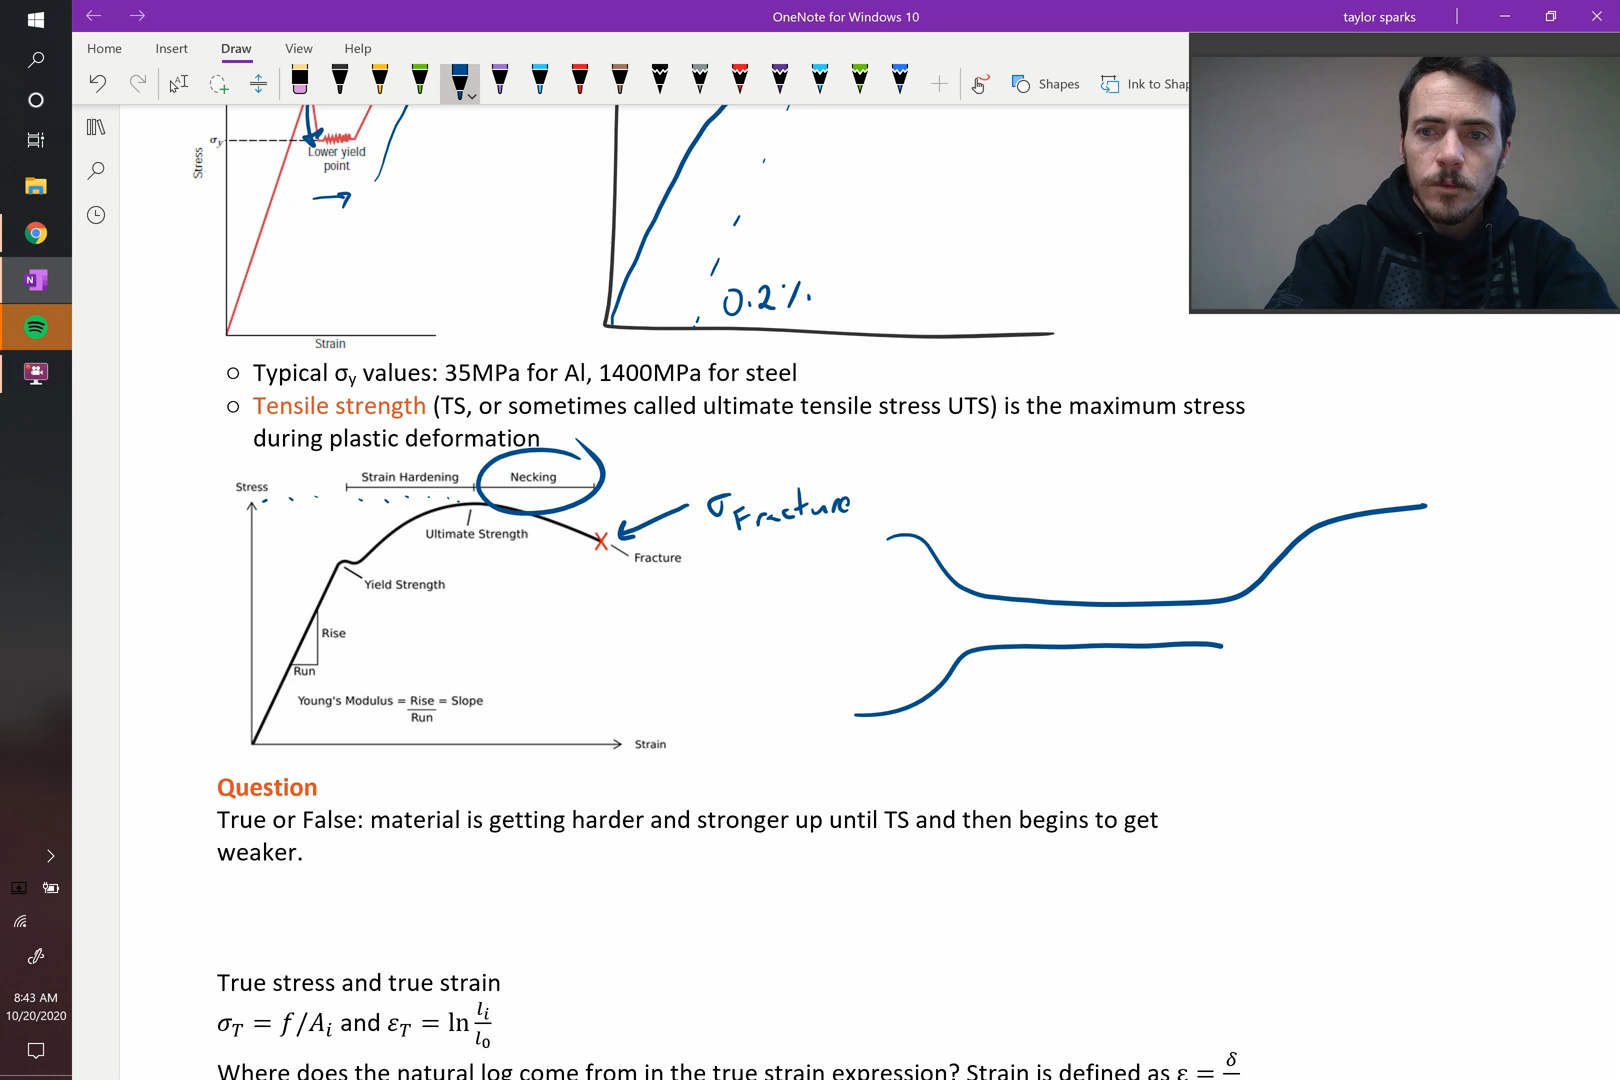 OneNote for Windows 10
taylor sparks
Home Insert Draw View Help
Shapes
Ink to Shap
σy
Stress
Lower yield
point
Strain
0.2%
Typical σy values: 35MPa for Al, 1400MPa for steel
Tensile strength (TS, or sometimes called ultimate tensile stress UTS) is the maximum stress
during plastic deformation
Strain Hardening
Necking
Stress
σFracture
Ultimate Strength
Fracture
Yield Strength
Rise
Run
Young's Modulus = Rise = Slope
Run
Strain
Question
True or False: material is getting harder and stronger up until TS and then begins to get
weaker.
True stress and true strain
σT = f/Ai and εT = ln li/l0
Where does the natural log come from in the true strain expression? Strain is defined as ε = δ
8:43 AM
10/20/2020